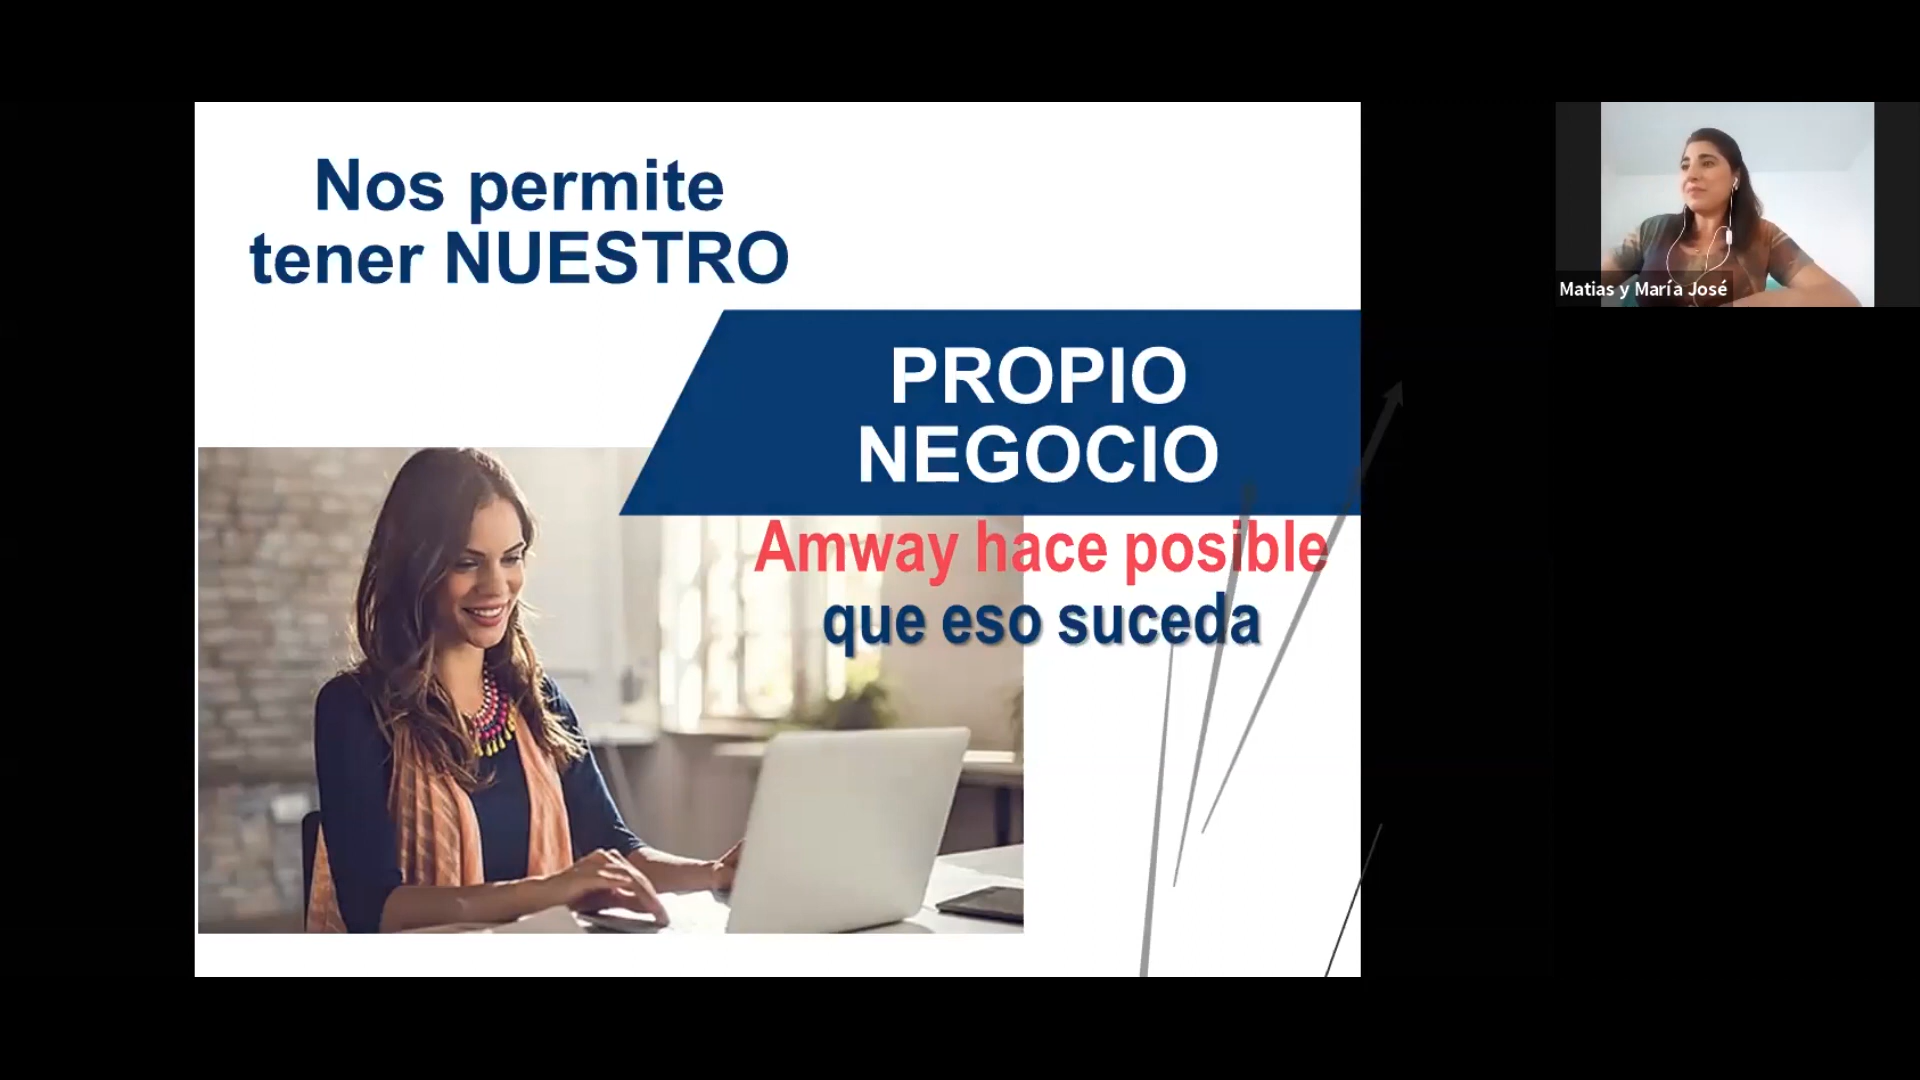 Nos permite
tener NUESTRO
PROPIO
NEGOCIO
Amway hace posible
que eso suceda
Matias y María José